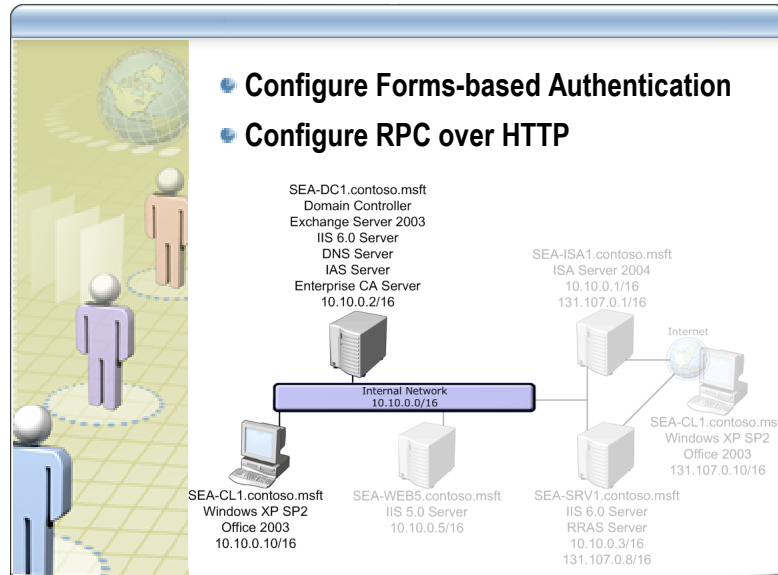 Configure Forms-based Authentication
Configure RPC over HTTP
SEA-DC1.contoso.msft
Domain Controller
Exchange Server 2003
IIS 6.0 Server
DNS Server
IAS Server
Enterprise CA Server
10.10.0.2/16
SEA-ISA1.contoso.msft
ISA Server 2004
10.10.0.1/16
131.107.0.1/16
Internet
Internal Network
10.10.0.0/16
SEA-CL1.contoso.ms
Windows XP SP2
Office 2003
131.107.0.10/16
SEA-CL1.contoso.msft
Windows XP SP2
Office 2003
10.10.0.10/16
SEA-WEB5.contoso.msft
IIS 5.0 Server
10.10.0.5/16
SEA-SRV1.contoso.msft
IIS 6.0 Server
RRAS Server
10.10.0.3/16
131.107.0.8/16